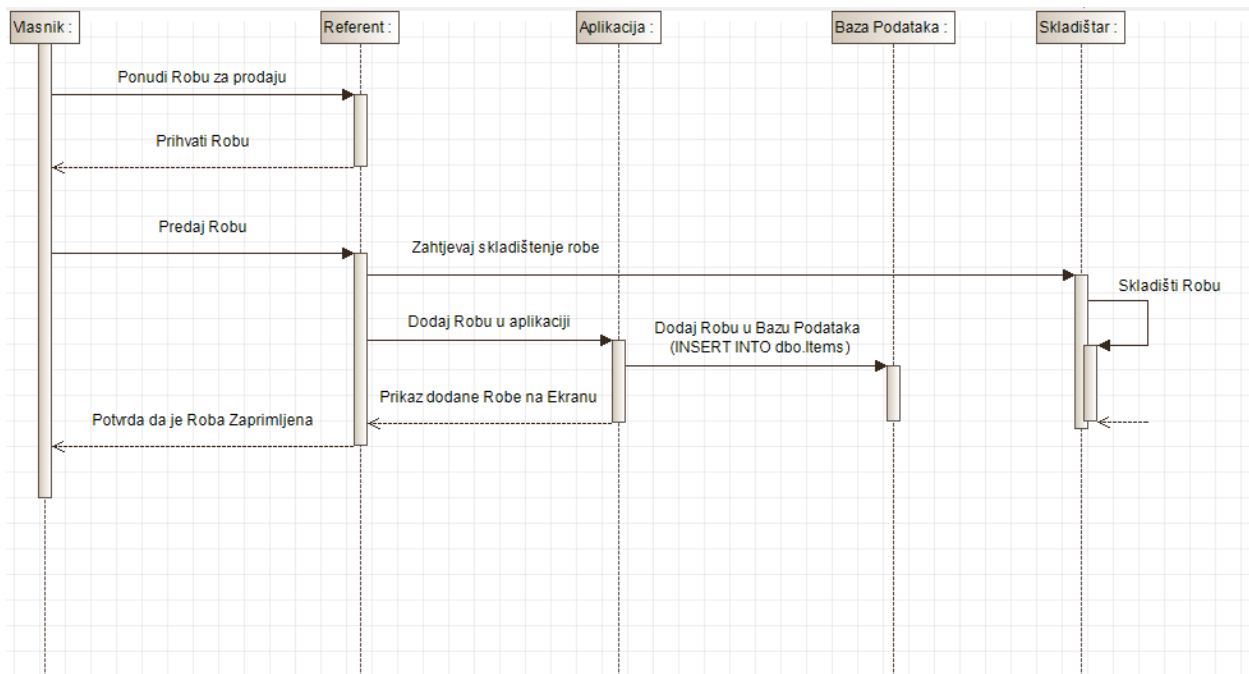 Vlasnik :
Referent :
Aplikacija :
Baza Podataka :
Skladištar :
Ponudi Robu za prodaju
Prihvati Robu
Predaj Robu
Zahtjevaj skladištenje robe
Skladišti Robu
Dodaj Robu u aplikaciji
Dodaj Robu u Bazu Podataka
(INSERT INTO dbo.Items)
Prikaz dodane Robe na Ekranu
Potvrda da je Roba Zaprimljena